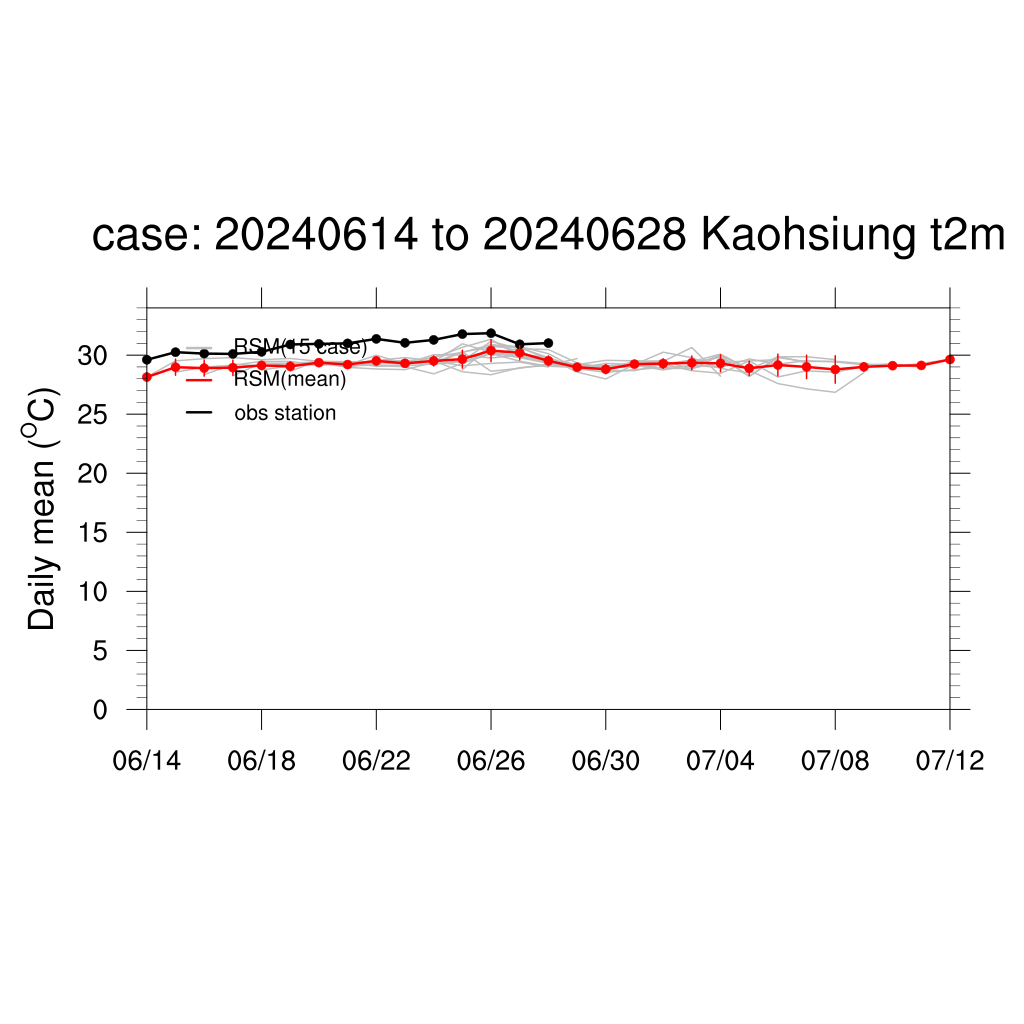 case: 20240614 to 20240628 Kaohsiung t2m
Daily mean (°C)
30
25
20
15
10
5
0
RSM(15 case)
RSM(mean)
obs station
06/14 06/18 06/22 06/26 06/30 07/04 07/08 07/12